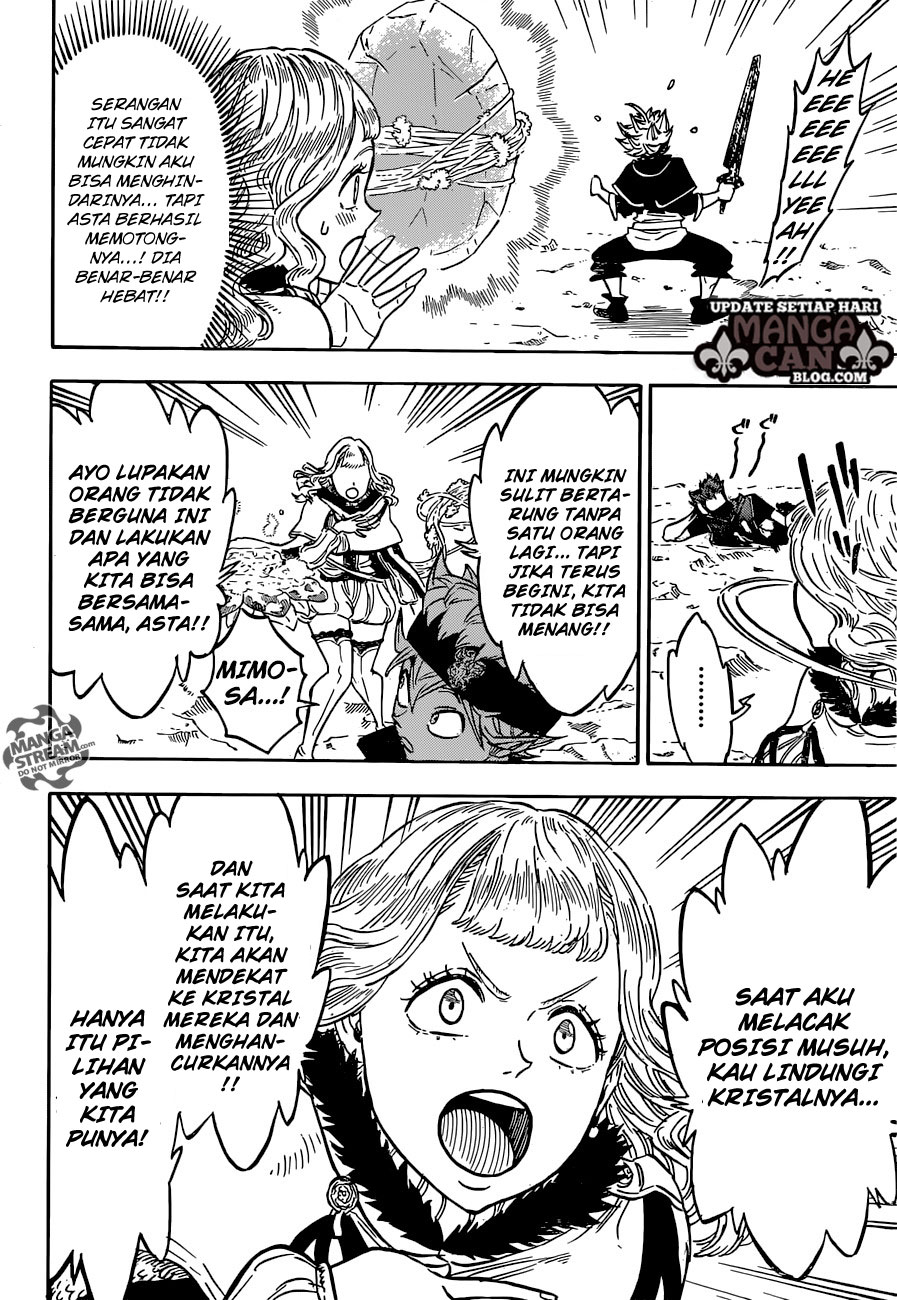 HE
EEEE
EEEE
EEEE
LLL
YEE
AH
!!
SERANGAN
ITU SANGAT
CEPAT TIDAK
MUNGKIN AKU
BISA MENGHIN-
DARINYA... TAPI
ASTA BERHASIL
MEMOTONG-
NYA...! DIA
BENAR-BENAR
HEBAT!!
UPDATE SETIAP HARI
MANGA
CAN
BLOG.COM
ぐ ぐ
.........
INI MUNGKIN
SULIT BERTA-
RUNG TANPA
SATU ORANG
LAGI... TAPI
JIKA TERUS
BEGINI, KITA
TIDAK BISA
MENANG!!
AYO LUPAKAN
ORANG TIDAK
BERGUNA INI
DAN LAKUKAN
APA YANG
KITA BISA
BERSAMA-
SAMA, ASTA!!
MIMO-
SA...!
MANGA
STREAM.com
DO NOT MIRROR
SAAT AKU
MELACAK
POSISI MUSUH,
KAU LINDUNGI
KRISTALNYA...
DAN
SAAT KITA
MELAKU-
KAN ITU,
KITA AKAN
MENDEKAT
KE KRISTAL
MEREKA DAN
MENGHAN-
CURKANNYA
!!
HANYA
ITU PI-
LIHAN
YANG
KITA
PUNYA!